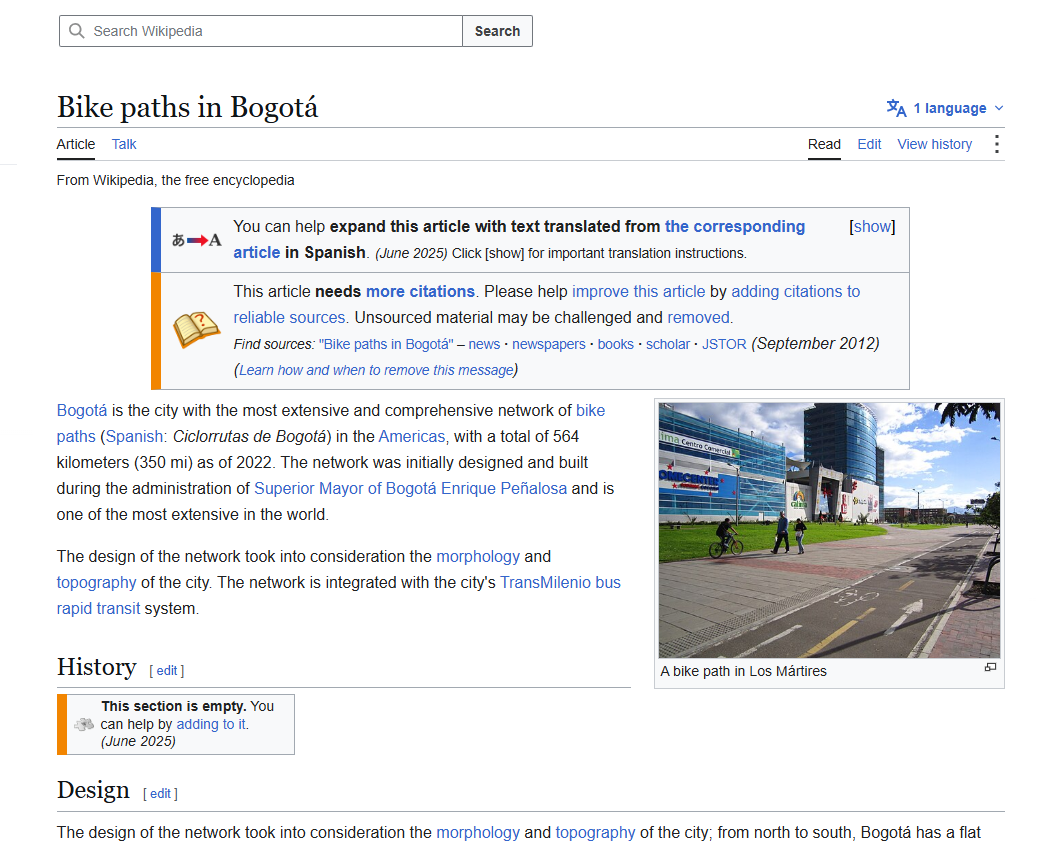 Search Wikipedia
Search
Bike paths in Bogotá
1 language
Article Talk
Read Edit View history
From Wikipedia, the free encyclopedia
You can help expand this article with text translated from the corresponding
article in Spanish. (June 2025) Click [show] for important translation instructions.
[show]
あ A
This article needs more citations. Please help improve this article by adding citations to
reliable sources. Unsourced material may be challenged and removed.
Find sources: "Bike paths in Bogotá" – news · newspapers · books · scholar · JSTOR (September 2012)
(Learn how and when to remove this message)
Bogotá is the city with the most extensive and comprehensive network of bike
paths (Spanish: Ciclorrutas de Bogotá) in the Americas, with a total of 564
kilometers (350 mi) as of 2022. The network was initially designed and built
during the administration of Superior Mayor of Bogotá Enrique Peñalosa and is
one of the most extensive in the world.
The design of the network took into consideration the morphology and
topography of the city. The network is integrated with the city's TransMilenio bus
rapid transit system.
Centro Comercial
A bike path in Los Mártires
History [ edit ]
This section is empty. You
can help by adding to it.
(June 2025)
Design [ edit ]
The design of the network took into consideration the morphology and topography of the city; from north to south, Bogotá has a flat